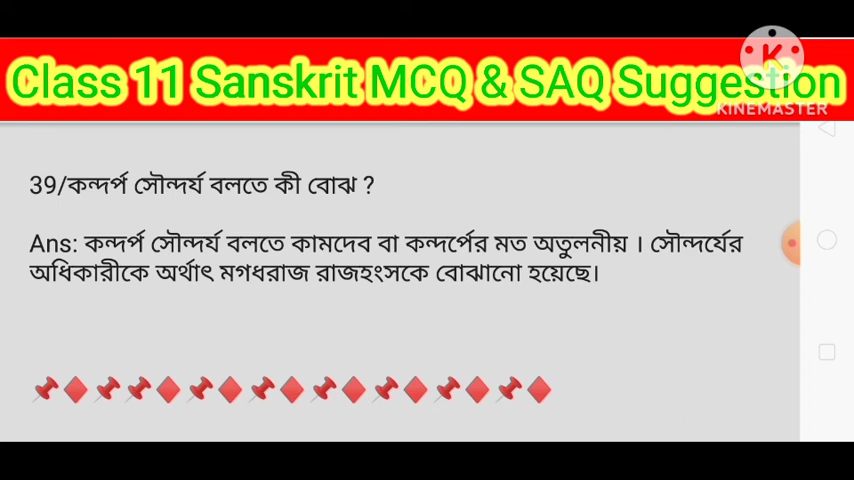 Class 11 Sanskrit MCQ & SAQ Suggestion
KINEMASTER
39/কন্দর্প সৌন্দর্য বলতে কী বোঝ ?
Ans: কন্দর্প সৌন্দর্য বলতে কামদেব বা কন্দর্পের মত অতুলনীয় । সৌন্দর্যের
অধিকারীকে অর্থাৎ মগধরাজ রাজহংসকে বোঝানো হয়েছে।